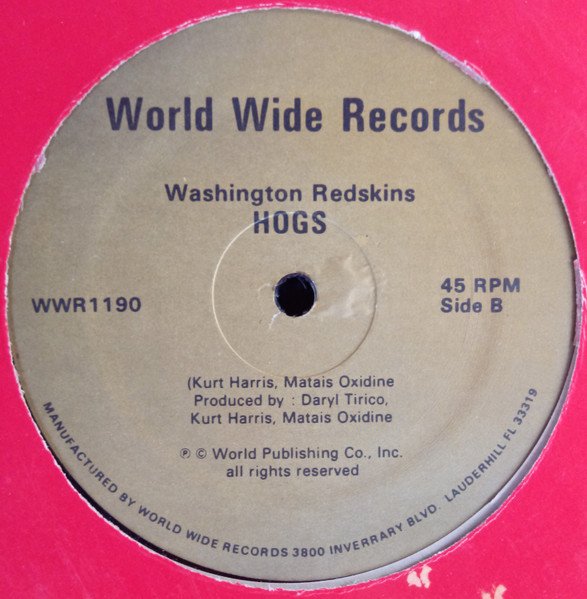 World Wide Records
Washington Redskins
HOGS
WWR1190
45 RPM
Side B
(Kurt Harris, Matais Oxidine
Produced by : Daryl Tirico,
Kurt Harris, Matais Oxidine
℗ © World Publishing Co., Inc.
all rights reserved
MANUFACTURED BY WORLD WIDE RECORDS 3800 INVERRARY BLVD. LAUDERHILL FL 33319